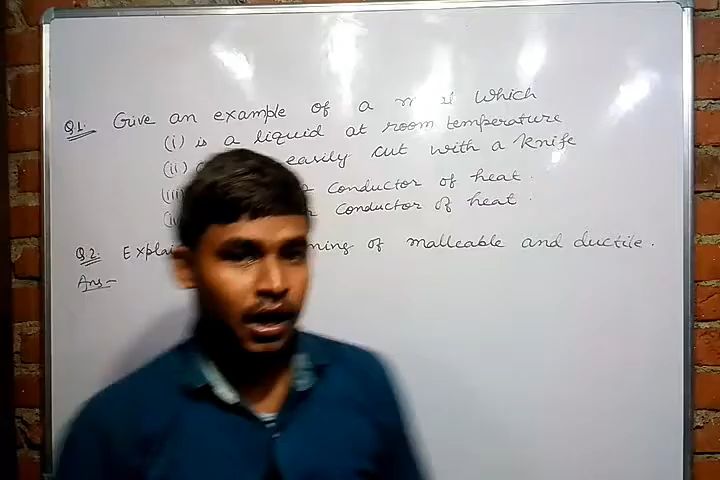 Q1. Give an example of a which
(i) is a liquid at room temperature
(ii) easily cut with a knife
(iii) conductor of heat.
conductor of heat.
Q2. of malleable and ductile.
Ans-